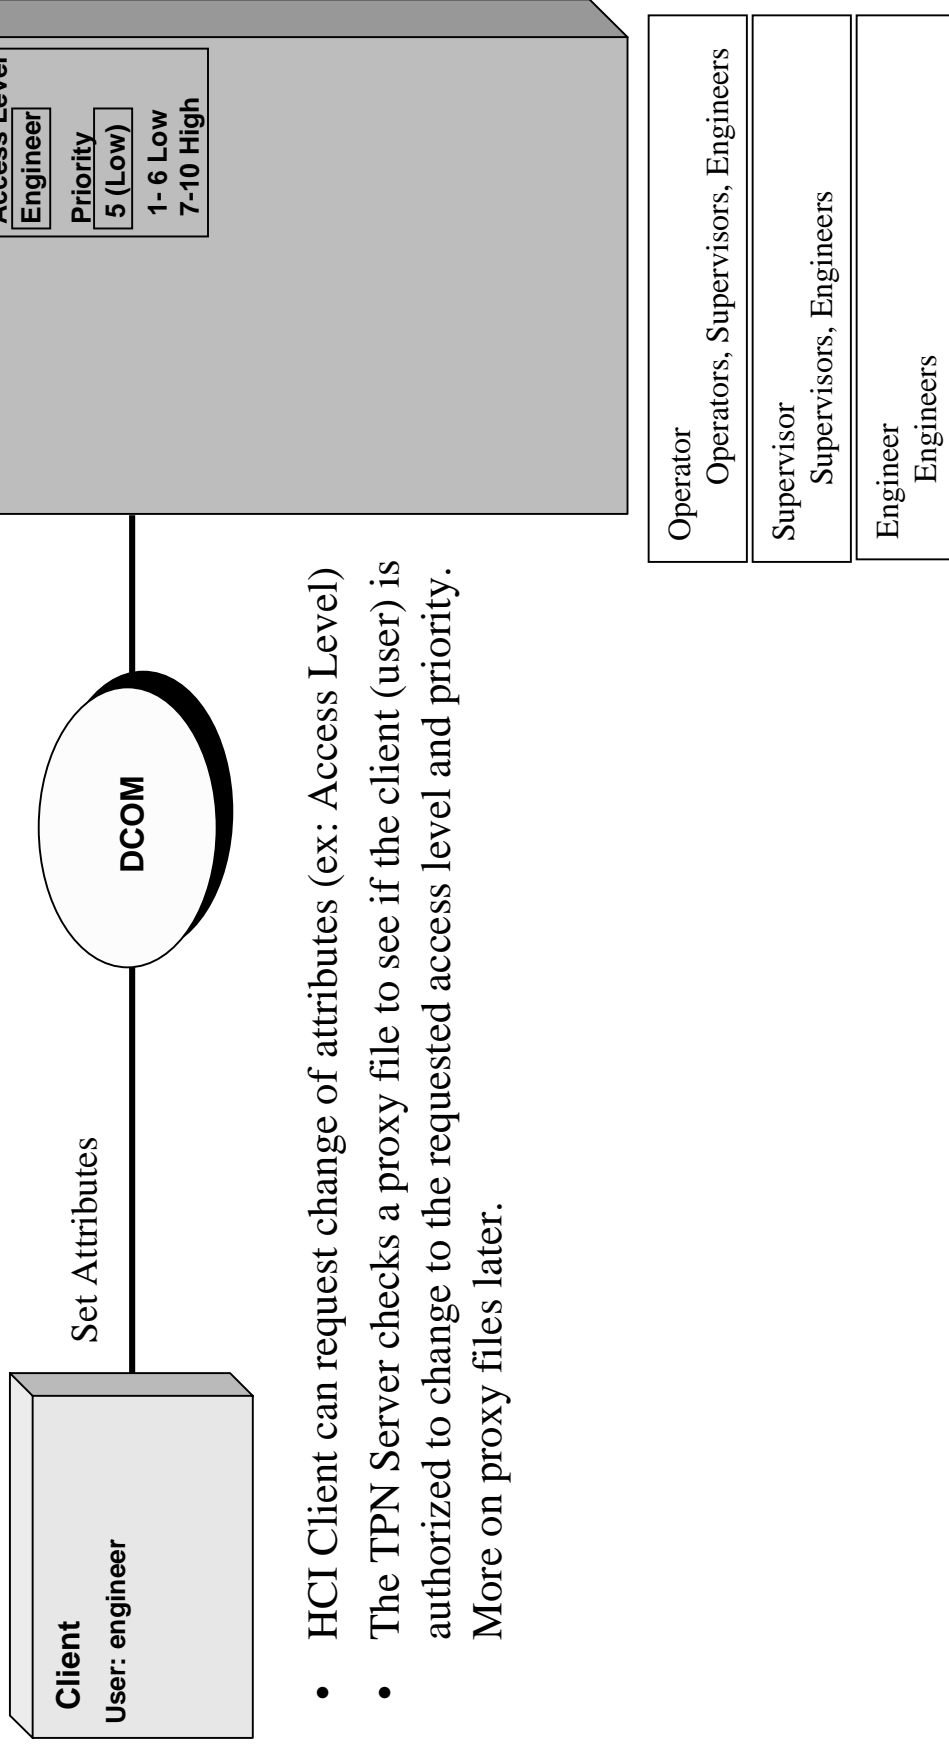 Access Level
Engineer
Priority
5 (Low)
1- 6 Low
7-10 High
Client
User: engineer
Set Attributes
DCOM
• HCI Client can request change of attributes (ex: Access Level)
• The TPN Server checks a proxy file to see if the client (user) is
authorized to change to the requested access level and priority.
More on proxy files later.
Operator
Operators, Supervisors, Engineers
Supervisor
Supervisors, Engineers
Engineer
Engineers